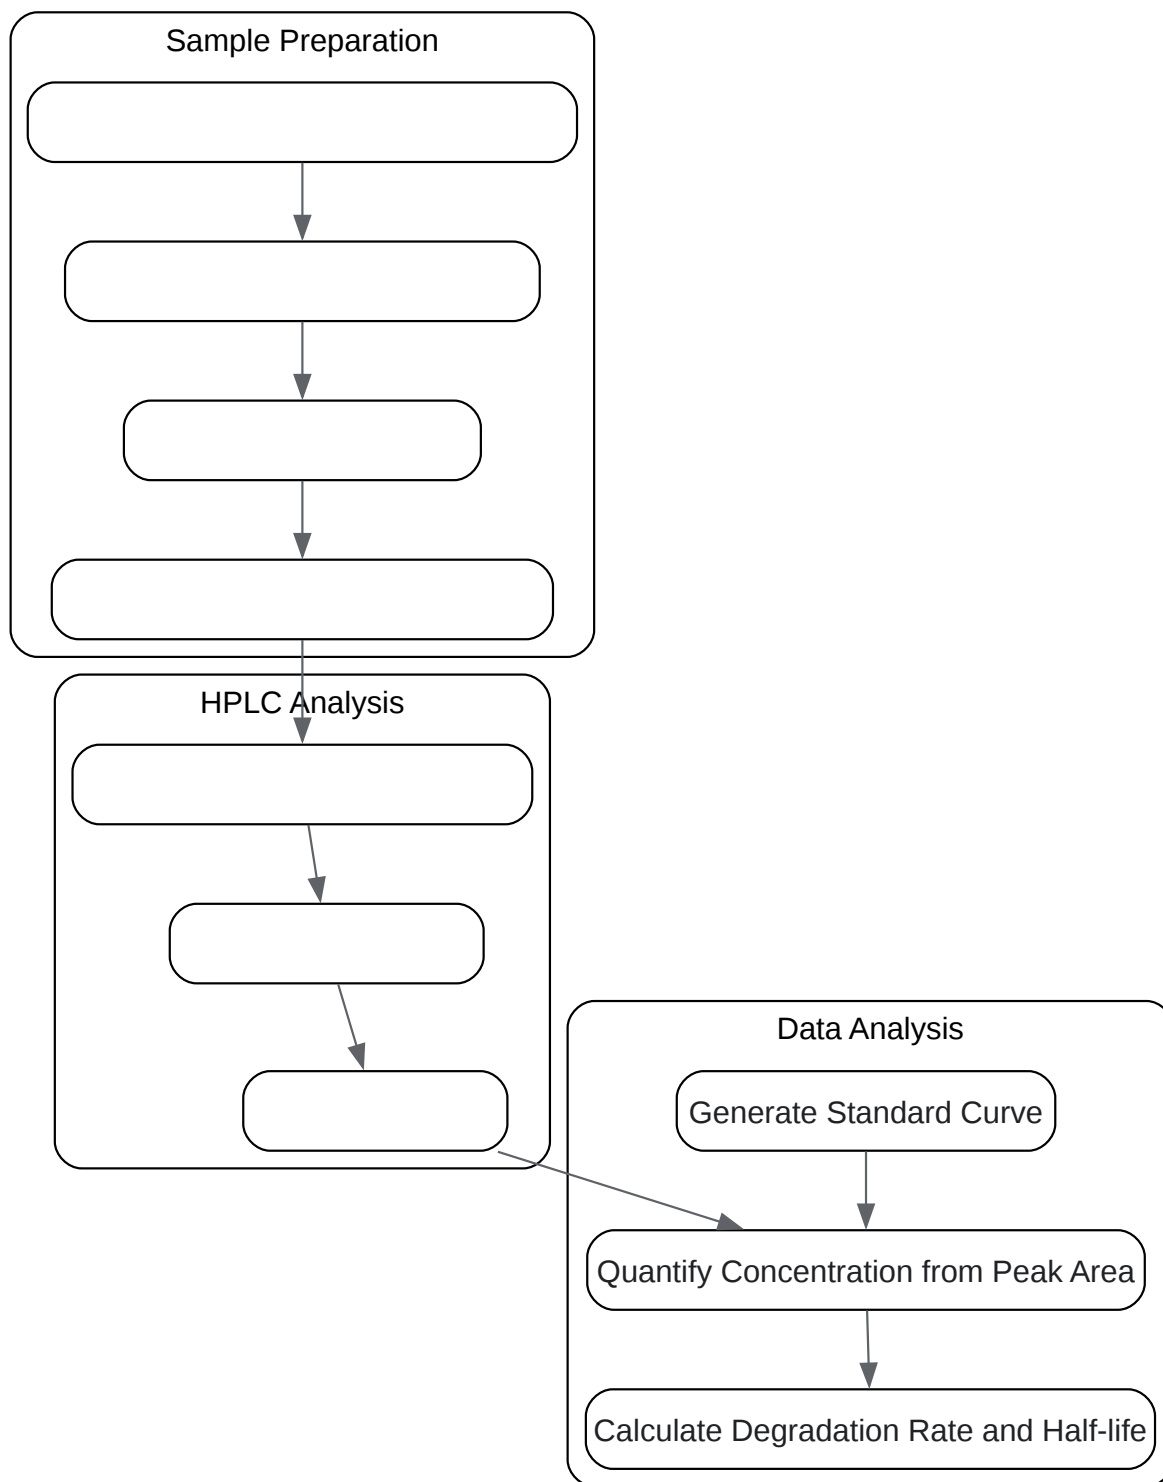 Sample Preparation
HPLC Analysis
Data Analysis
Generate Standard Curve
Quantify Concentration from Peak Area
Calculate Degradation Rate and Half-life